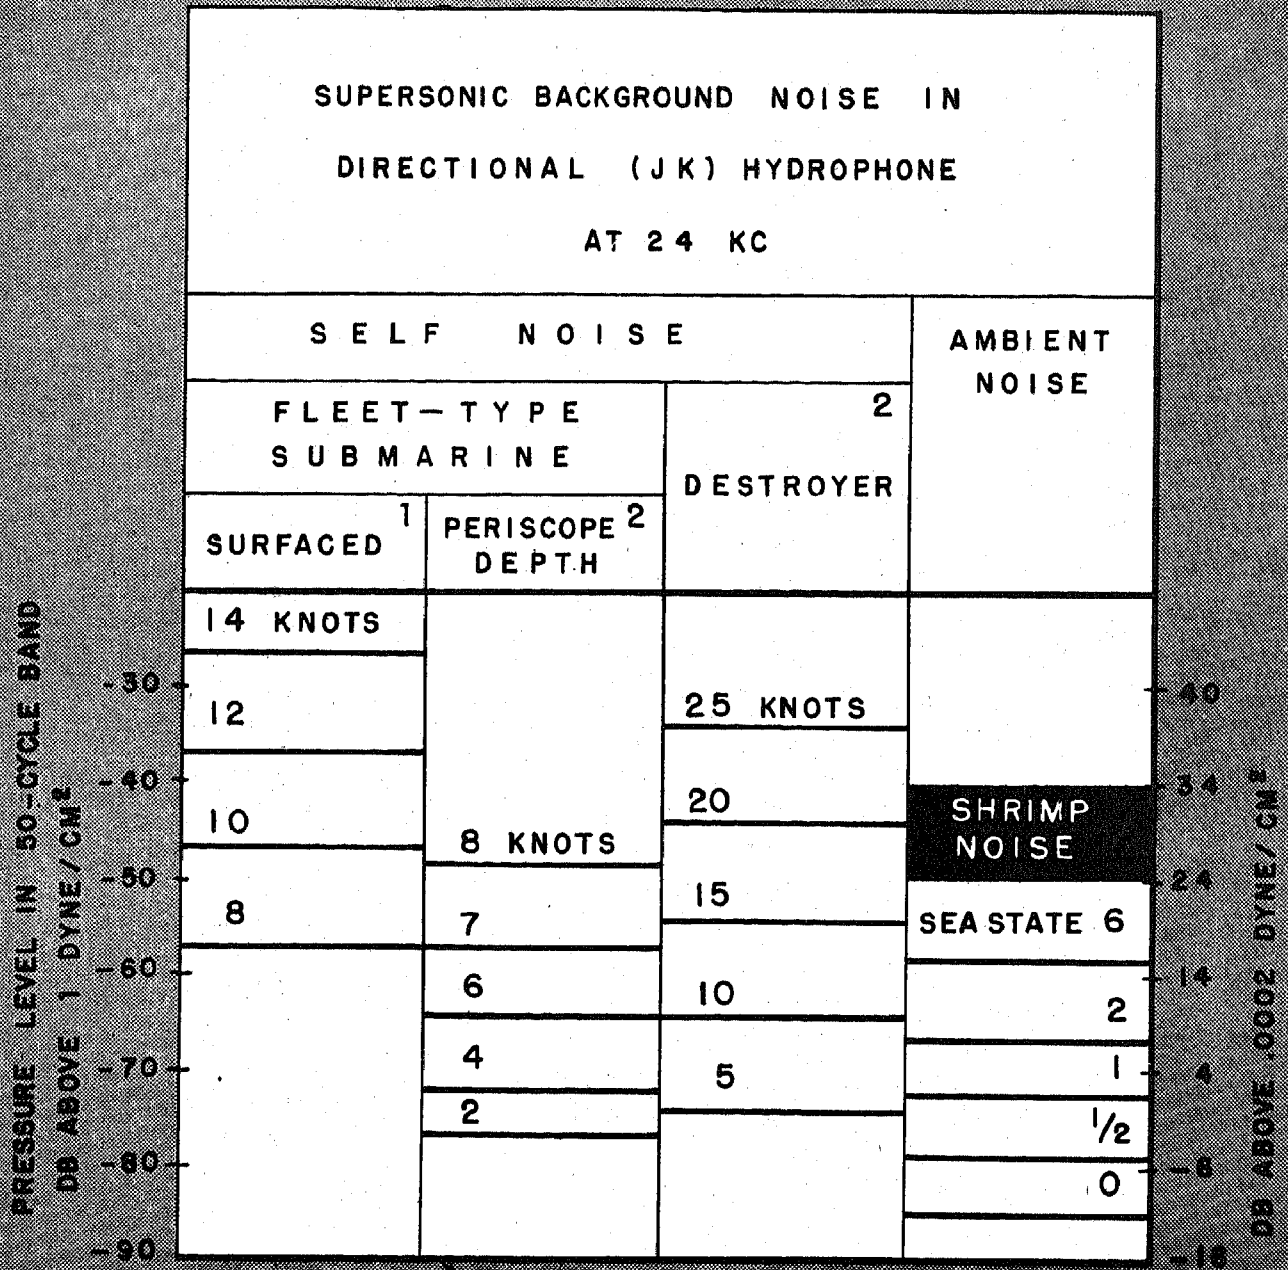 SUPERSONIC BACKGROUND NOISE IN
DIRECTIONAL (JK) HYDROPHONE
AT 24 KC
SELF NOISE
AMBIENT
NOISE
FLEET-TYPE
SUBMARINE
2
DESTROYER
SURFACED 1
PERISCOPE 2
DEPTH
14 KNOTS
12
10
8
8 KNOTS
7
6
4
2
25 KNOTS
20
15
10
5
SHRIMP
NOISE
SEA STATE 6
2
1
1/2
0
PRESSURE LEVEL IN 50-CYCLE BAND
DB ABOVE 1 DYNE/CM²
-30
-40
-50
-60
-70
-80
-90
40
34
24
14
4
-6
-16
DB ABOVE .0002 DYNE/CM²